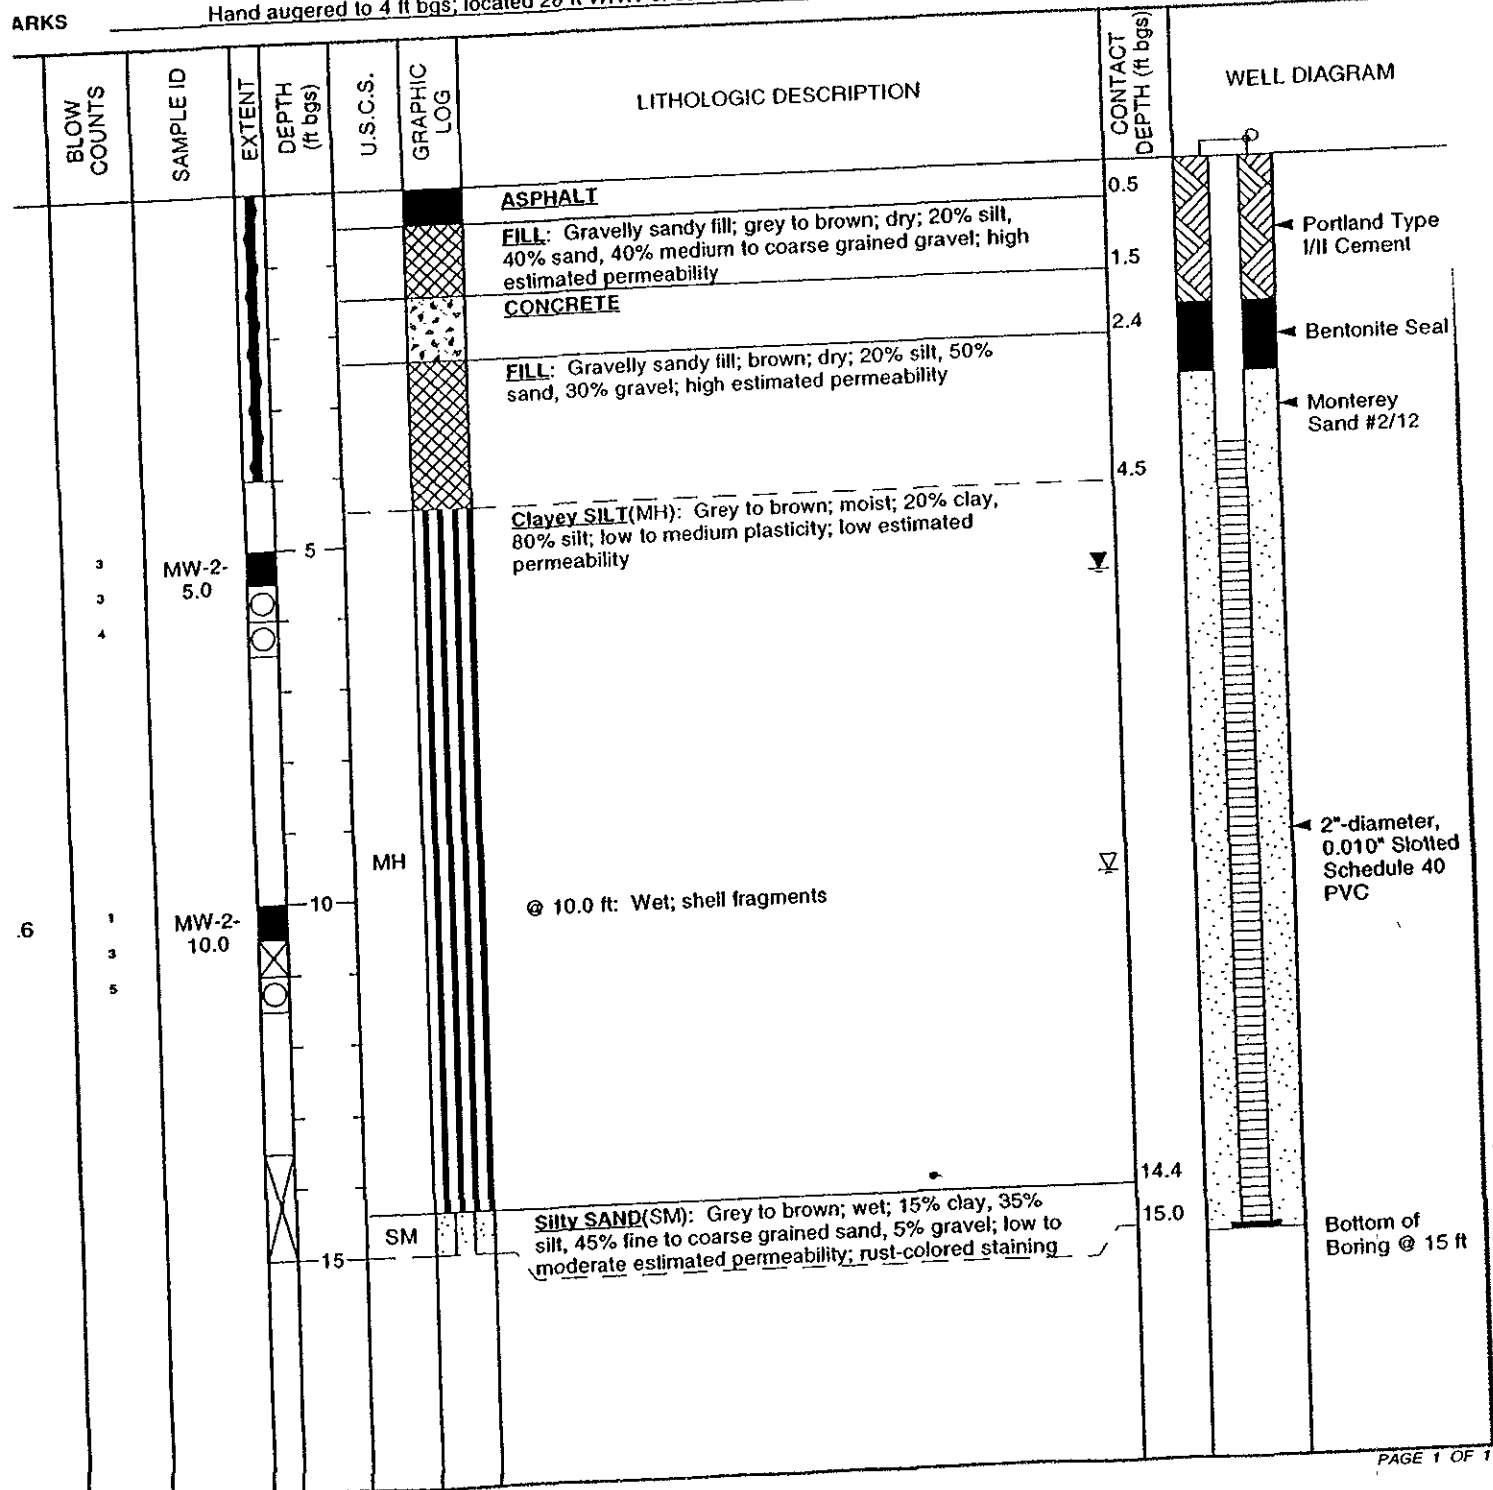 ARKS Hand augered to 4 ft bgs; located
BLOW COUNTS
SAMPLE ID
EXTENT
DEPTH (ft bgs)
U.S.C.S.
GRAPHIC LOG
LITHOLOGIC DESCRIPTION
CONTACT DEPTH (ft bgs)
WELL DIAGRAM
ASPHALT
0.5
FILL: Gravelly sandy fill; grey to brown; dry; 20% silt,
40% sand, 40% medium to coarse grained gravel; high
estimated permeability
1.5
Portland Type
I/II Cement
CONCRETE
2.4
Bentonite Seal
FILL: Gravelly sandy fill; brown; dry; 20% silt, 50%
sand, 30% gravel; high estimated permeability
Monterey
Sand #2/12
4.5
Clayey SILT(MH): Grey to brown; moist; 20% clay,
80% silt; low to medium plasticity; low estimated
permeability
5
3
3
4
MW-2-
5.0
MH
2"-diameter,
0.010" Slotted
Schedule 40
PVC
10
@ 10.0 ft: Wet; shell fragments
.6
1
3
5
MW-2-
10.0
14.4
SM
Silty SAND(SM): Grey to brown; wet; 15% clay, 35%
silt, 45% fine to coarse grained sand, 5% gravel; low to
moderate estimated permeability; rust-colored staining
15.0
15
Bottom of
Boring @ 15 ft
PAGE 1 OF 1